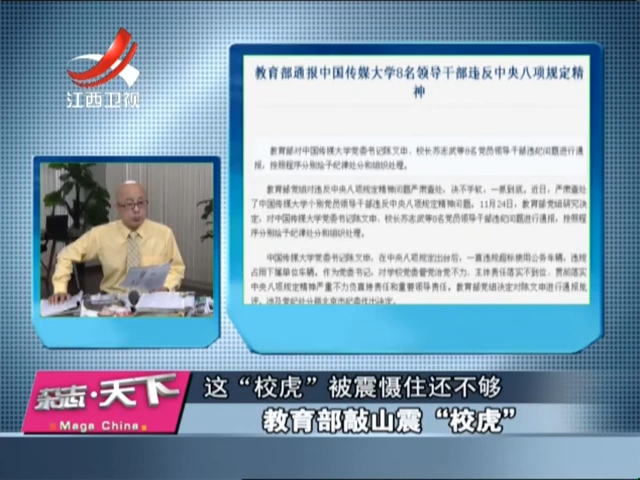 江西卫视
教育部通报中国传媒大学8名领导干部违反中央八项规定精
神
教育部对中国传媒大学党委书记陈文申、校长苏志武等8名党员领导干部违纪问题进行通
报，按照程序分别给予纪律处分和组织处理。
教育部党组对违反中央八项规定精神问题严肃查处，决不手软，一抓到底。近日，严肃查处
了中国传媒大学个别党员领导干部违反中央八项规定精神问题。11月24日，教育部党组研究决
定，对中国传媒大学党委书记陈文申、校长苏志武等8名党员领导干部违纪问题进行通报，按照程
序分别给予纪律处分和组织处理。
中国传媒大学党委书记陈文申，在中央八项规定出台后，一直违规超标使用公务车辆、违规
占用下属单位车辆。作为党委书记，对学校党委管党治党不力，主体责任落实不到位、贯彻落实
中央八项规定精神严重不力负直接责任和重要领导责任。教育部党组决定对陈文申进行通报批
评，涉及党纪处分商北京市纪委作出决定。
杂志·天下
Maga China
这“校虎”被震慑住还不够
教育部敲山震“校虎”